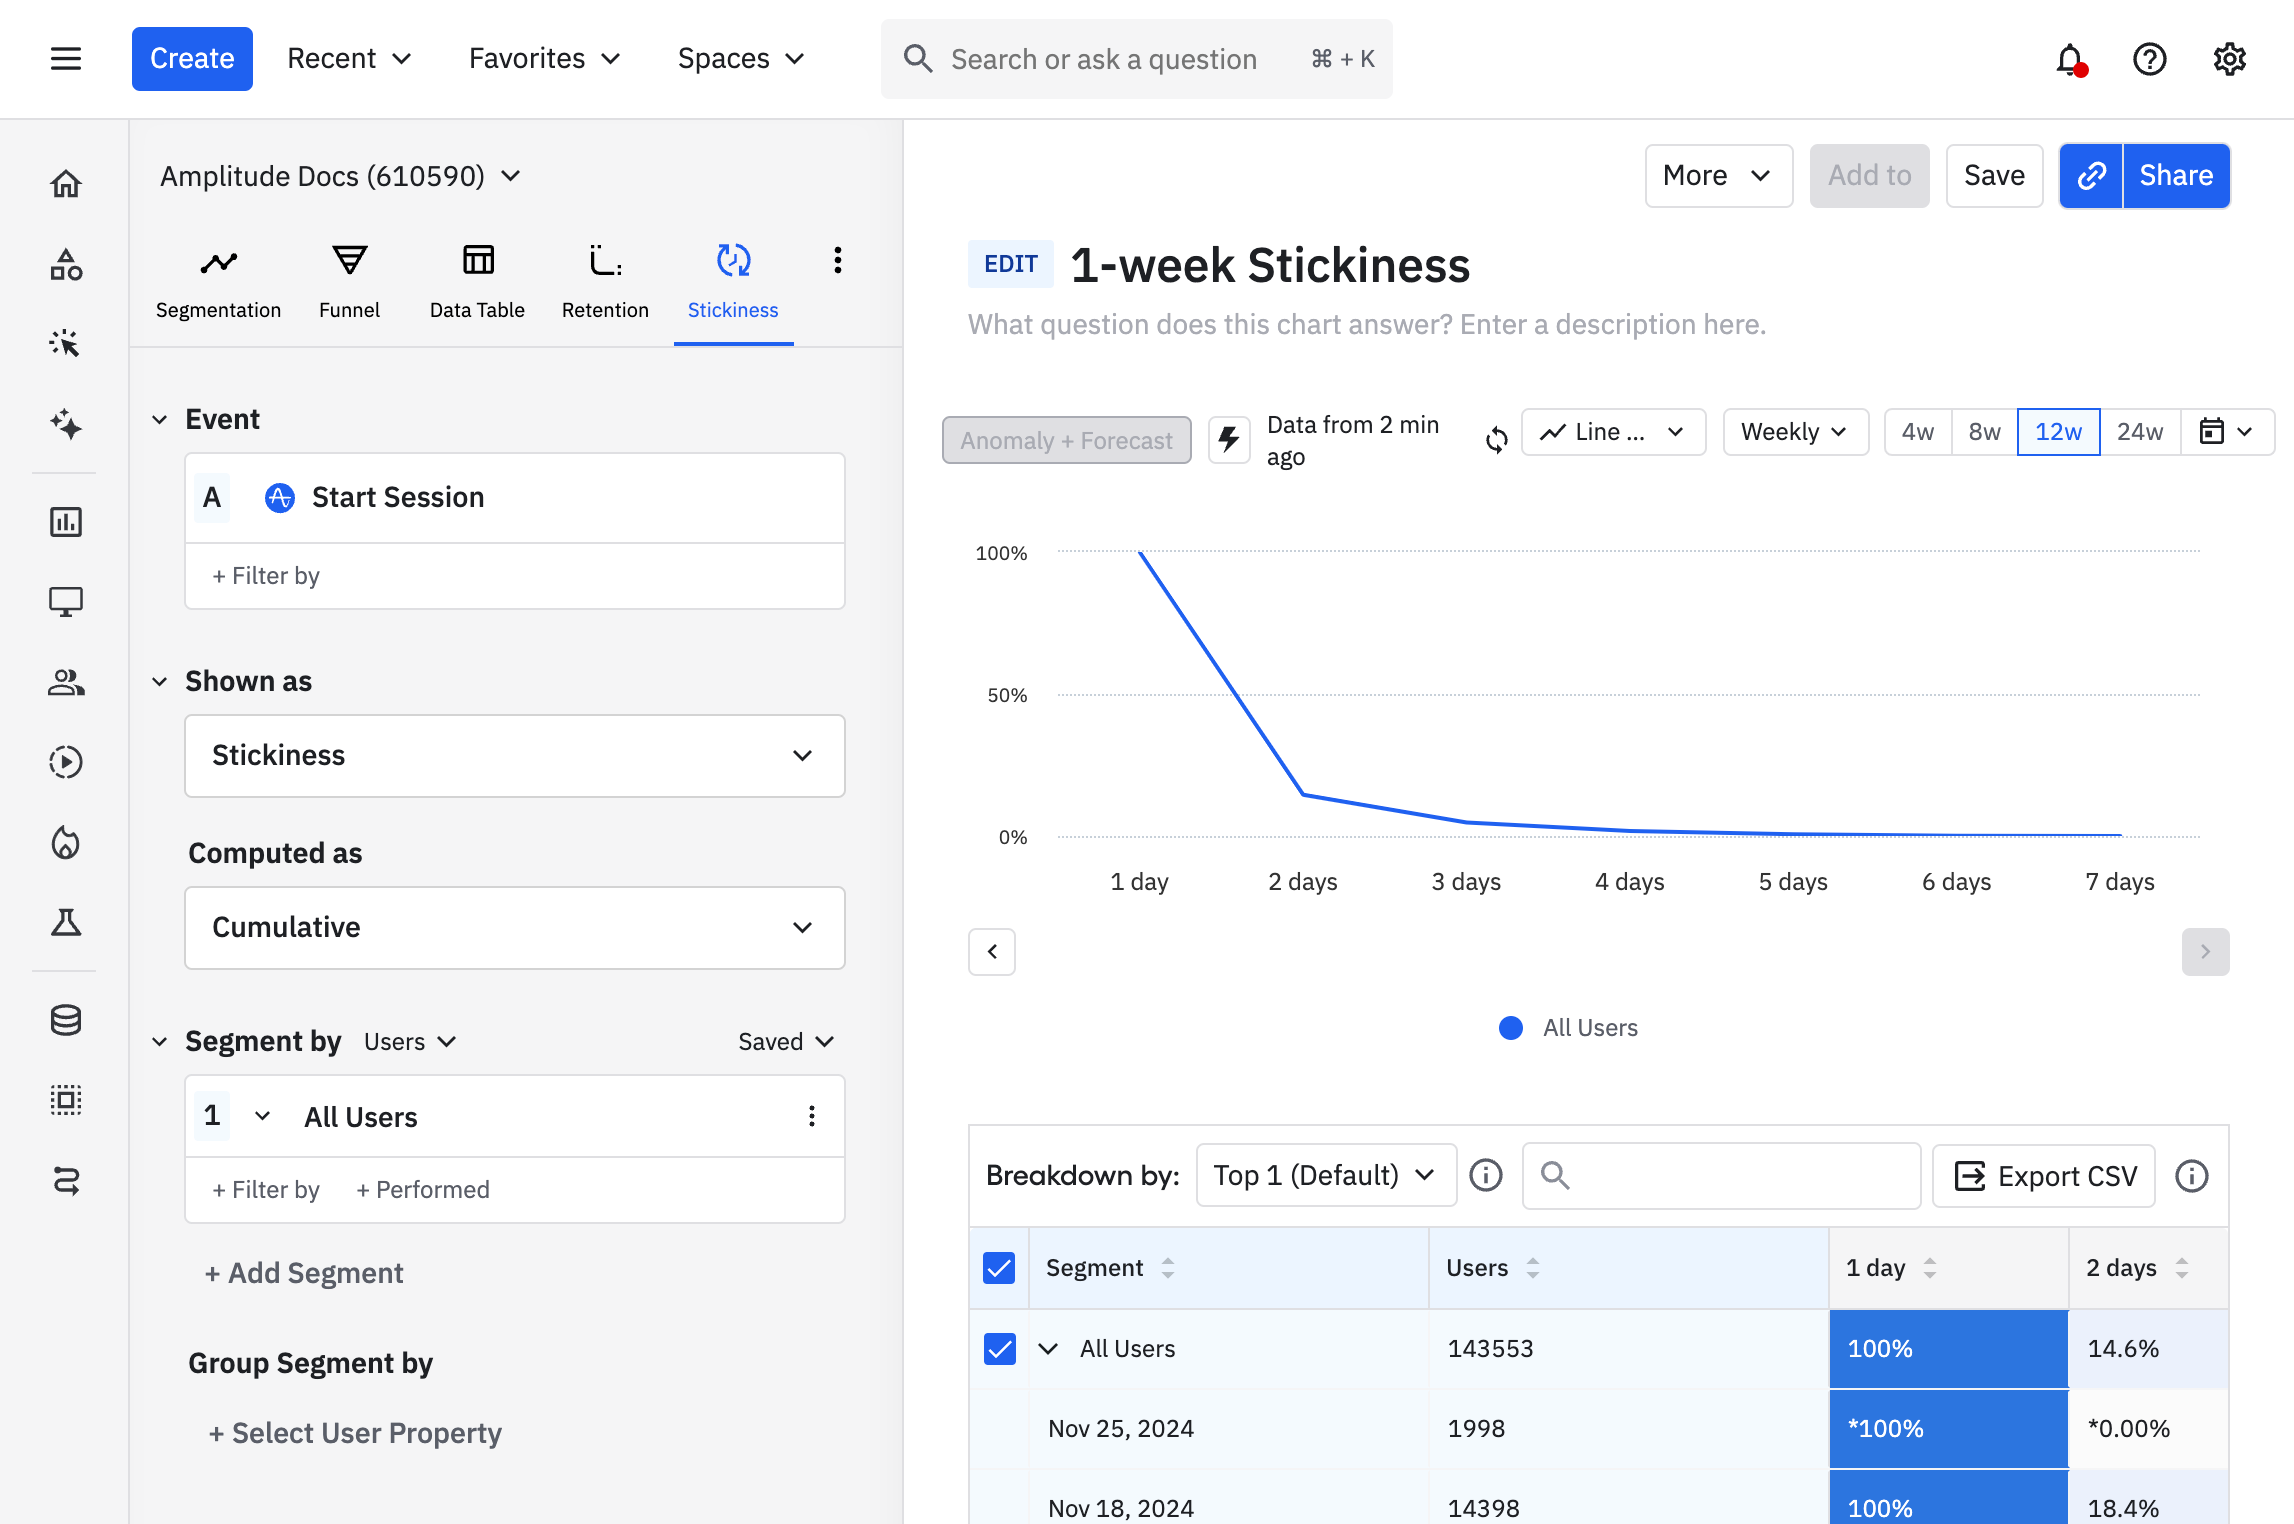 Create Recent Favorites Spaces Search or ask a question ⌘ + K
Amplitude Docs (610590)
Segmentation Funnel Data Table Retention Stickiness
Event
A Start Session
+ Filter by
Shown as
Stickiness
Computed as
Cumulative
Segment by Users Saved
1 All Users
+ Filter by + Performed
+ Add Segment
Group Segment by
+ Select User Property
More Add to Save Share
EDIT 1-week Stickiness
What question does this chart answer? Enter a description here.
Anomaly + Forecast
Data from 2 min
ago
Line ... Weekly 4w 8w 12w 24w
100%
50%
0%
1 day 2 days 3 days 4 days 5 days 6 days 7 days
All Users
Breakdown by: Top 1 (Default) Export CSV
Segment Users 1 day 2 days
All Users 143553 100% 14.6%
Nov 25, 2024 1998 *100% *0.00%
Nov 18, 2024 14398 100% 18.4%